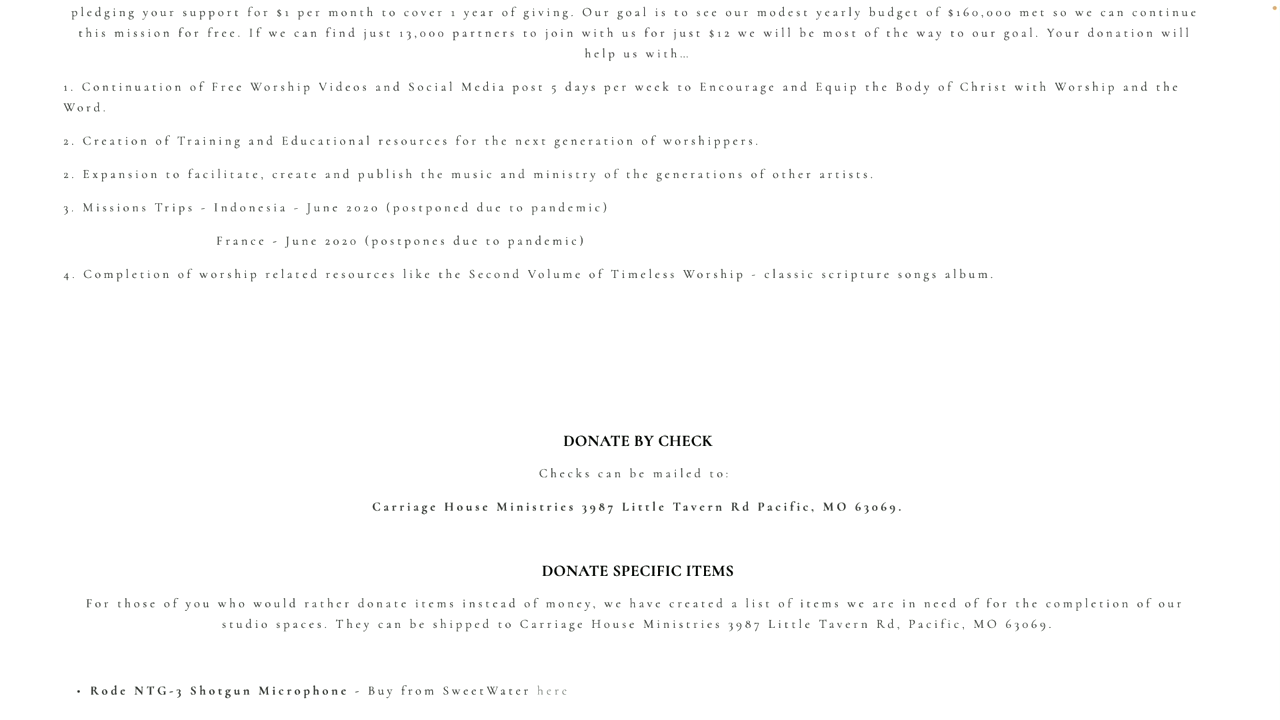 pledging your support for $1 per month to cover 1 year of giving. Our goal is to see our modest yearly budget of $160,000 met so we can continue
this mission for free. If we can find just 13,000 partners to join with us for just $12 we will be most of the way to our goal. Your donation will
help us with…
1. Continuation of Free Worship Videos and Social Media post 5 days per week to Encourage and Equip the Body of Christ with Worship and the
Word.
2. Creation of Training and Educational resources for the next generation of worshippers.
2. Expansion to facilitate, create and publish the music and ministry of the generations of other artists.
3. Missions Trips - Indonesia - June 2020 (postponed due to pandemic)
France - June 2020 (postpones due to pandemic)
4. Completion of worship related resources like the Second Volume of Timeless Worship - classic scripture songs album.
DONATE BY CHECK
Checks can be mailed to:
Carriage House Ministries 3987 Little Tavern Rd Pacific, MO 63069.
DONATE SPECIFIC ITEMS
For those of you who would rather donate items instead of money, we have created a list of items we are in need of for the completion of our
studio spaces. They can be shipped to Carriage House Ministries 3987 Little Tavern Rd, Pacific, MO 63069.
• Rode NTG-3 Shotgun Microphone - Buy from SweetWater here